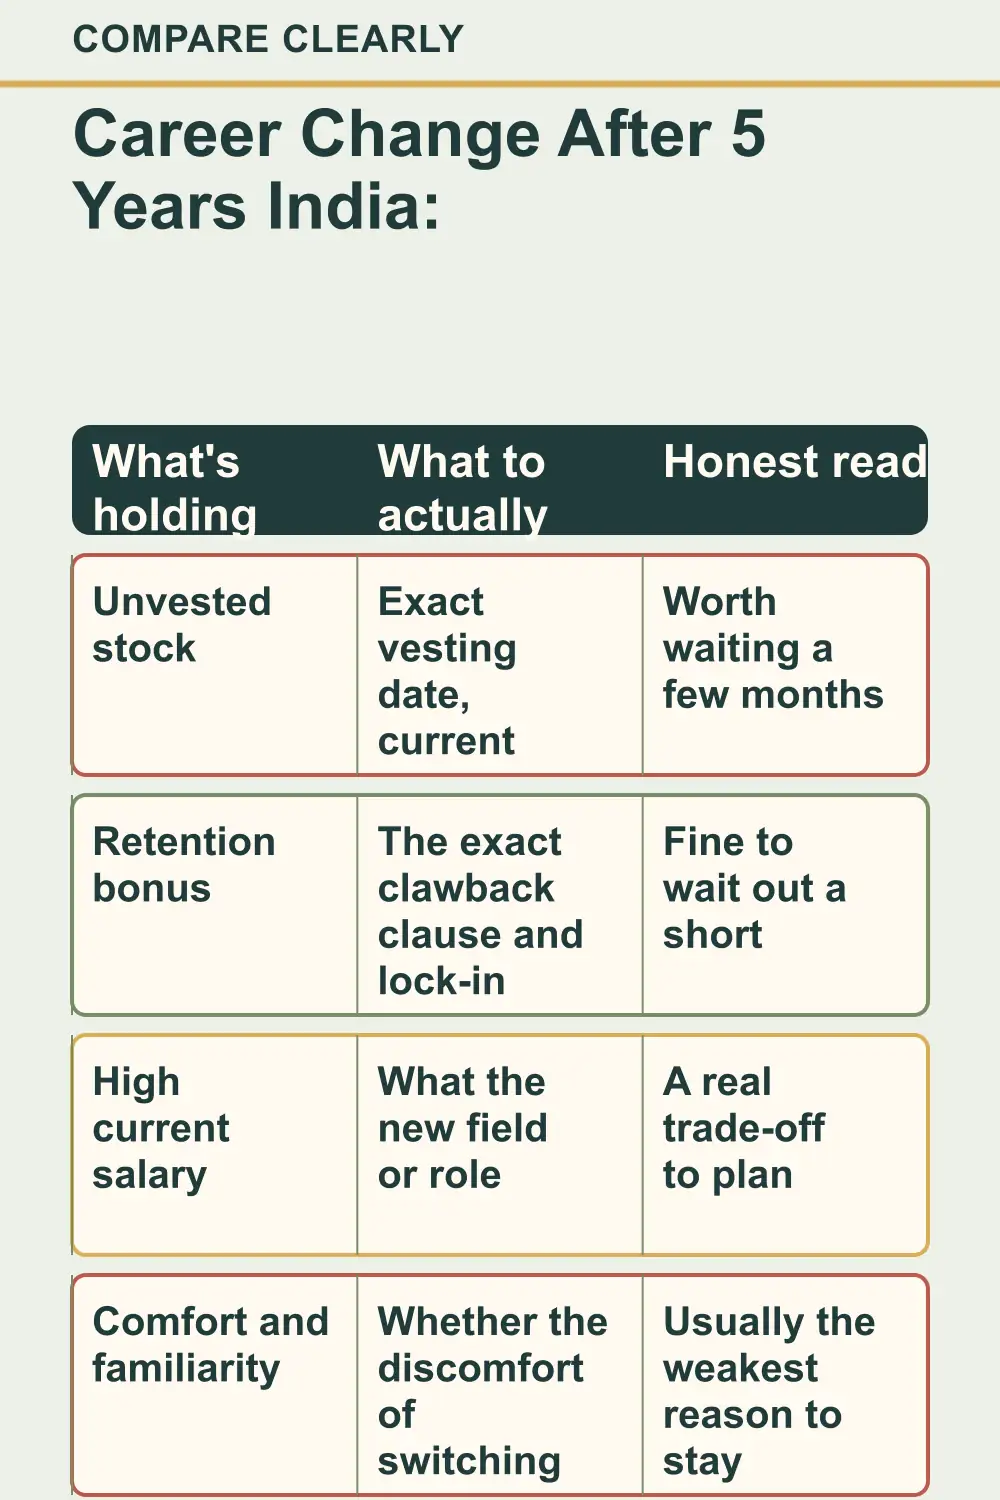 COMPARE CLEARLY
Career Change After 5
Years India:
What's
holding
What to
actually
Honest read
Unvested
stock
Exact
vesting
date,
current
Worth
waiting a
few months
Retention
bonus
The exact
clawback
clause and
lock-in
Fine to
wait out a
short
High
current
salary
What the
new field
or role
A real
trade-off
to plan
Comfort and
familiarity
Whether the
discomfort
of
switching
Usually the
weakest
reason to
stay